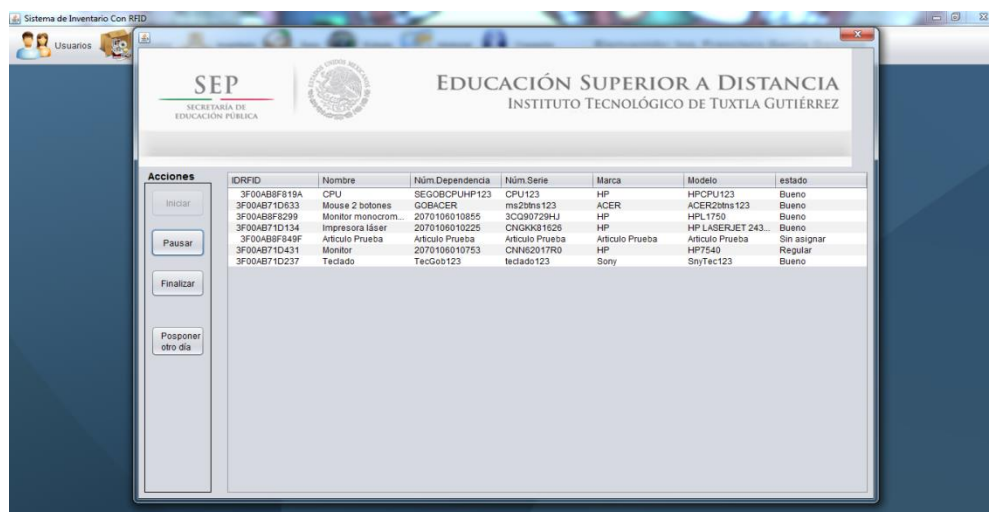 Sistema de Inventario Con RFID
Usuarios
SEP
SECRETARÍA DE
EDUCACIÓN PÚBLICA
EDUCACIÓN SUPERIOR A DISTANCIA
INSTITUTO TECNOLÓGICO DE TUXTLA GUTIÉRREZ
Acciones
Iniciar
Pausar
Finalizar
Posponer
otro día
IDRFID Nombre Núm.Dependencia Núm.Serie Marca Modelo estado
3F00AB8F819A CPU SEGOBCPUHP123 CPU123 HP HPCPU123 Bueno
3F00AB71D633 Mouse 2 botones GOBACER ms2btns123 ACER ACER2btns123 Bueno
3F00AB8F8299 Monitor monocrom... 2070106010855 3CQ90729HJ HP HPL1750 Bueno
3F00AB71D134 Impresora láser 2070106010225 CNGKK81626 HP HP LASERJET 243... Bueno
3F00AB8F849F Articulo Prueba Articulo Prueba Articulo Prueba Articulo Prueba Articulo Prueba Sin asignar
3F00AB71D431 Monitor 2070106010753 CNN62017R0 HP HP7540 Regular
3F00AB71D237 Teclado TecGob123 teclado123 Sony SnyTec123 Bueno